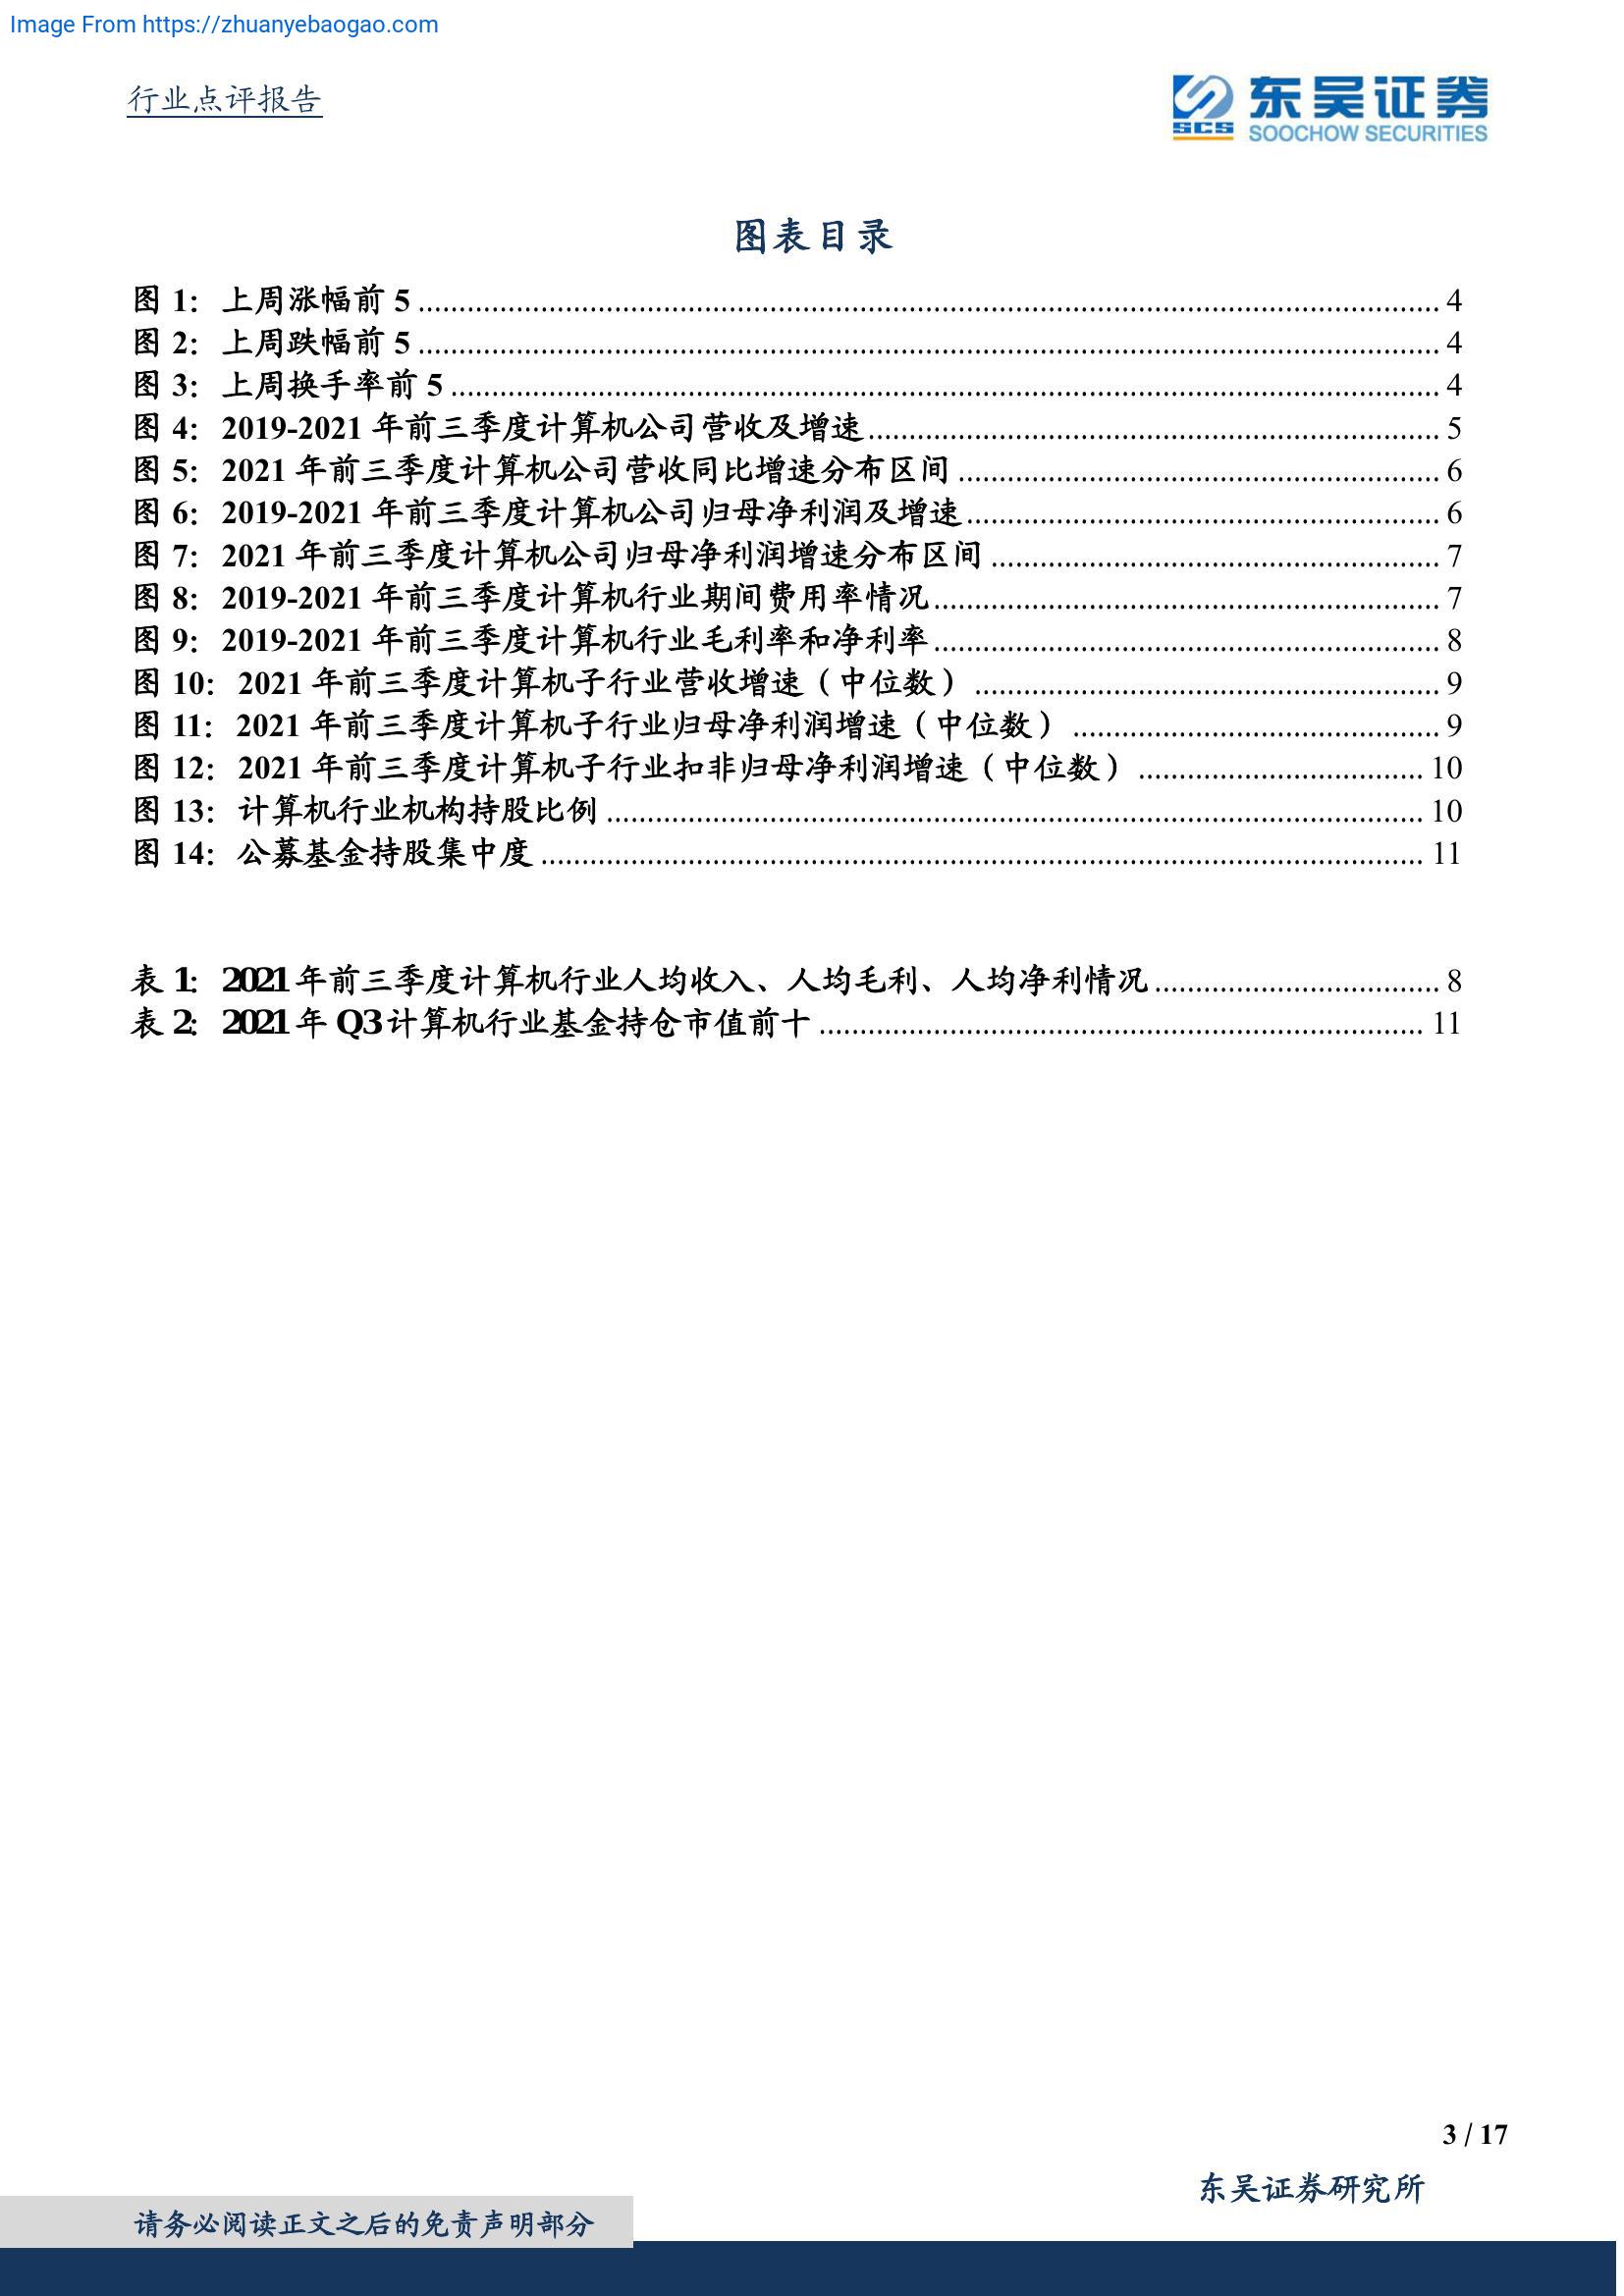 Image From https://zhuanyebaogao.com
行业点评报告
SCS 东吴证券
SOOCHOW SECURITIES
图表目录
图 1: 上周涨幅前 5 ........ 4
图 2: 上周跌幅前 5 ........ 4
图 3: 上周换手率前 5 ........ 4
图 4: 2019-2021 年前三季度计算机公司营收及增速 ........ 5
图 5: 2021 年前三季度计算机公司营收同比增速分布区间 ........ 6
图 6: 2019-2021 年前三季度计算机公司归母净利润及增速 ........ 6
图 7: 2021 年前三季度计算机公司归母净利润增速分布区间 ........ 7
图 8: 2019-2021 年前三季度计算机行业期间费用率情况 ........ 7
图 9: 2019-2021 年前三季度计算机行业毛利率和净利率 ........ 8
图 10: 2021 年前三季度计算机子行业营收增速（中位数） ........ 9
图 11: 2021 年前三季度计算机子行业归母净利润增速（中位数） ........ 9
图 12: 2021 年前三季度计算机子行业扣非归母净利润增速（中位数） ........ 10
图 13: 计算机行业机构持股比例 ........ 10
图 14: 公募基金持股集中度 ........ 11
表 1: 2021 年前三季度计算机行业人均收入、人均毛利、人均净利情况 ........ 8
表 2: 2021 年 Q3 计算机行业基金持仓市值前十 ........ 11
3 / 17
东吴证券研究所
请务必阅读正文之后的免责声明部分